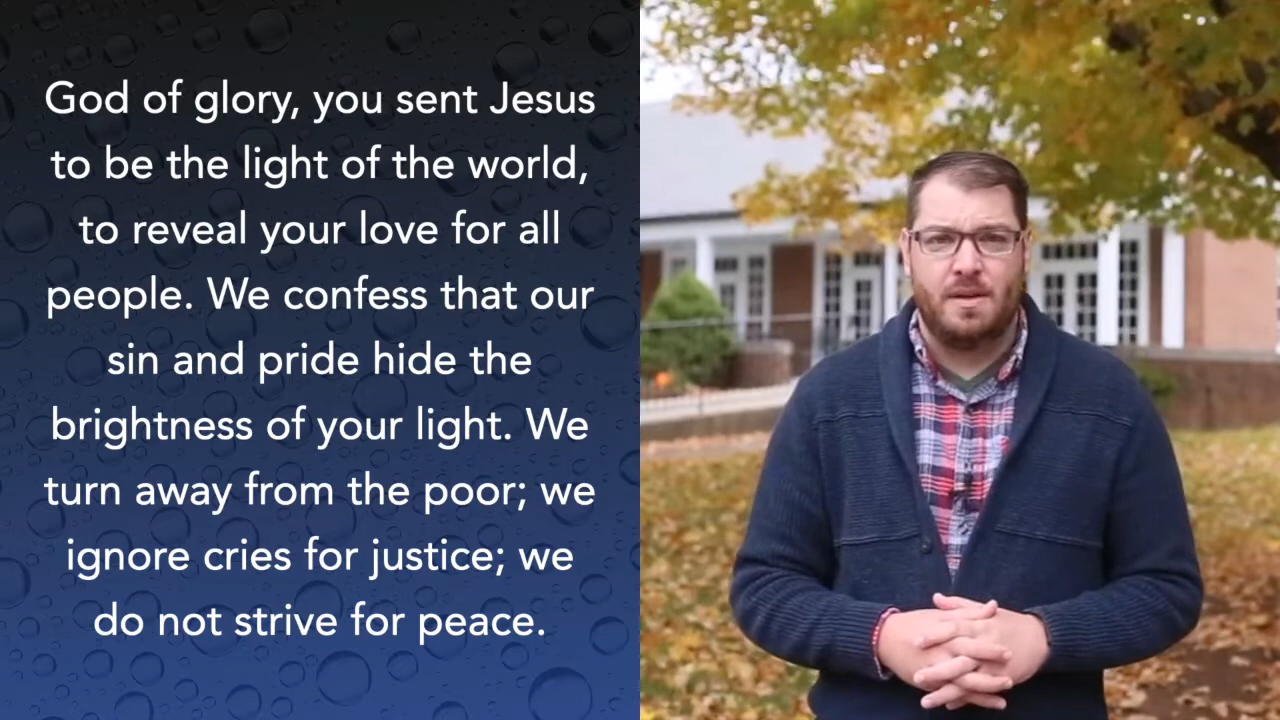 God of glory, you sent Jesus
to be the light of the world,
to reveal your love for all
people. We confess that our
sin and pride hide the
brightness of your light. We
turn away from the poor; we
ignore cries for justice; we
do not strive for peace.